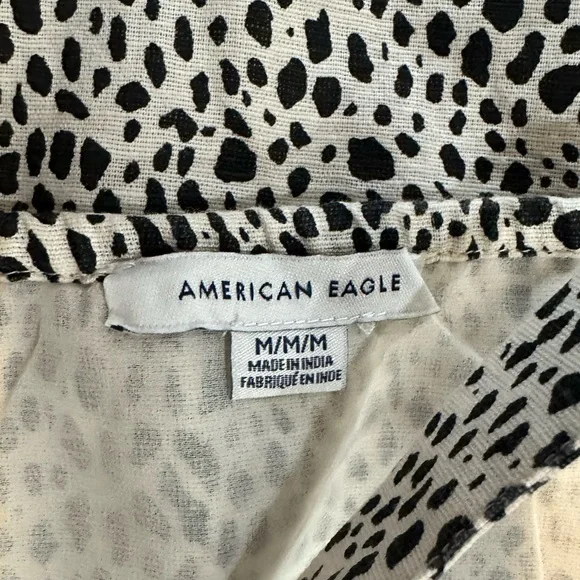 AMERICAN EAGLE
M/M/M
MADE IN INDIA
FABRIQUÉ EN INDE